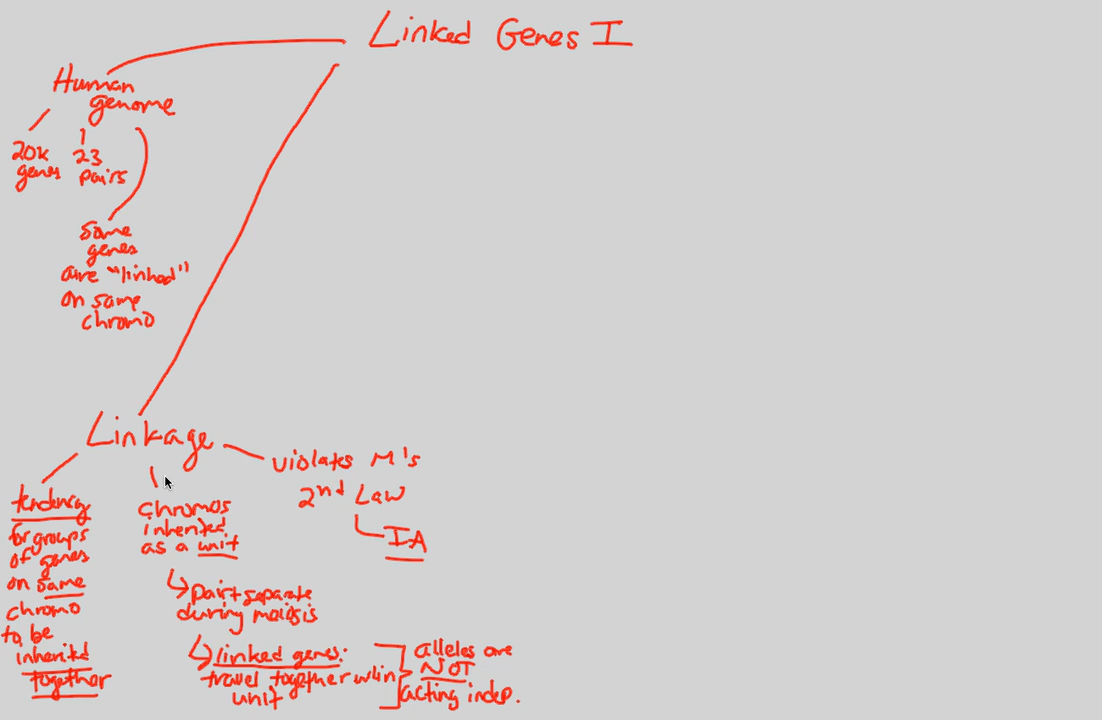 Linked Genes I
Human
genome
20k
genes
23
pairs
Some
genes
are "linked"
on same
chromo
Linkage
tendency
for groups
of genes
on same
chromo
to be
inherited
together
chromos
inherited
as a unit
pairs separate
during meiosis
linked genes:
travel together w/in
unit
alleles are
NOT
acting indep.
violates M's
2nd Law
IA